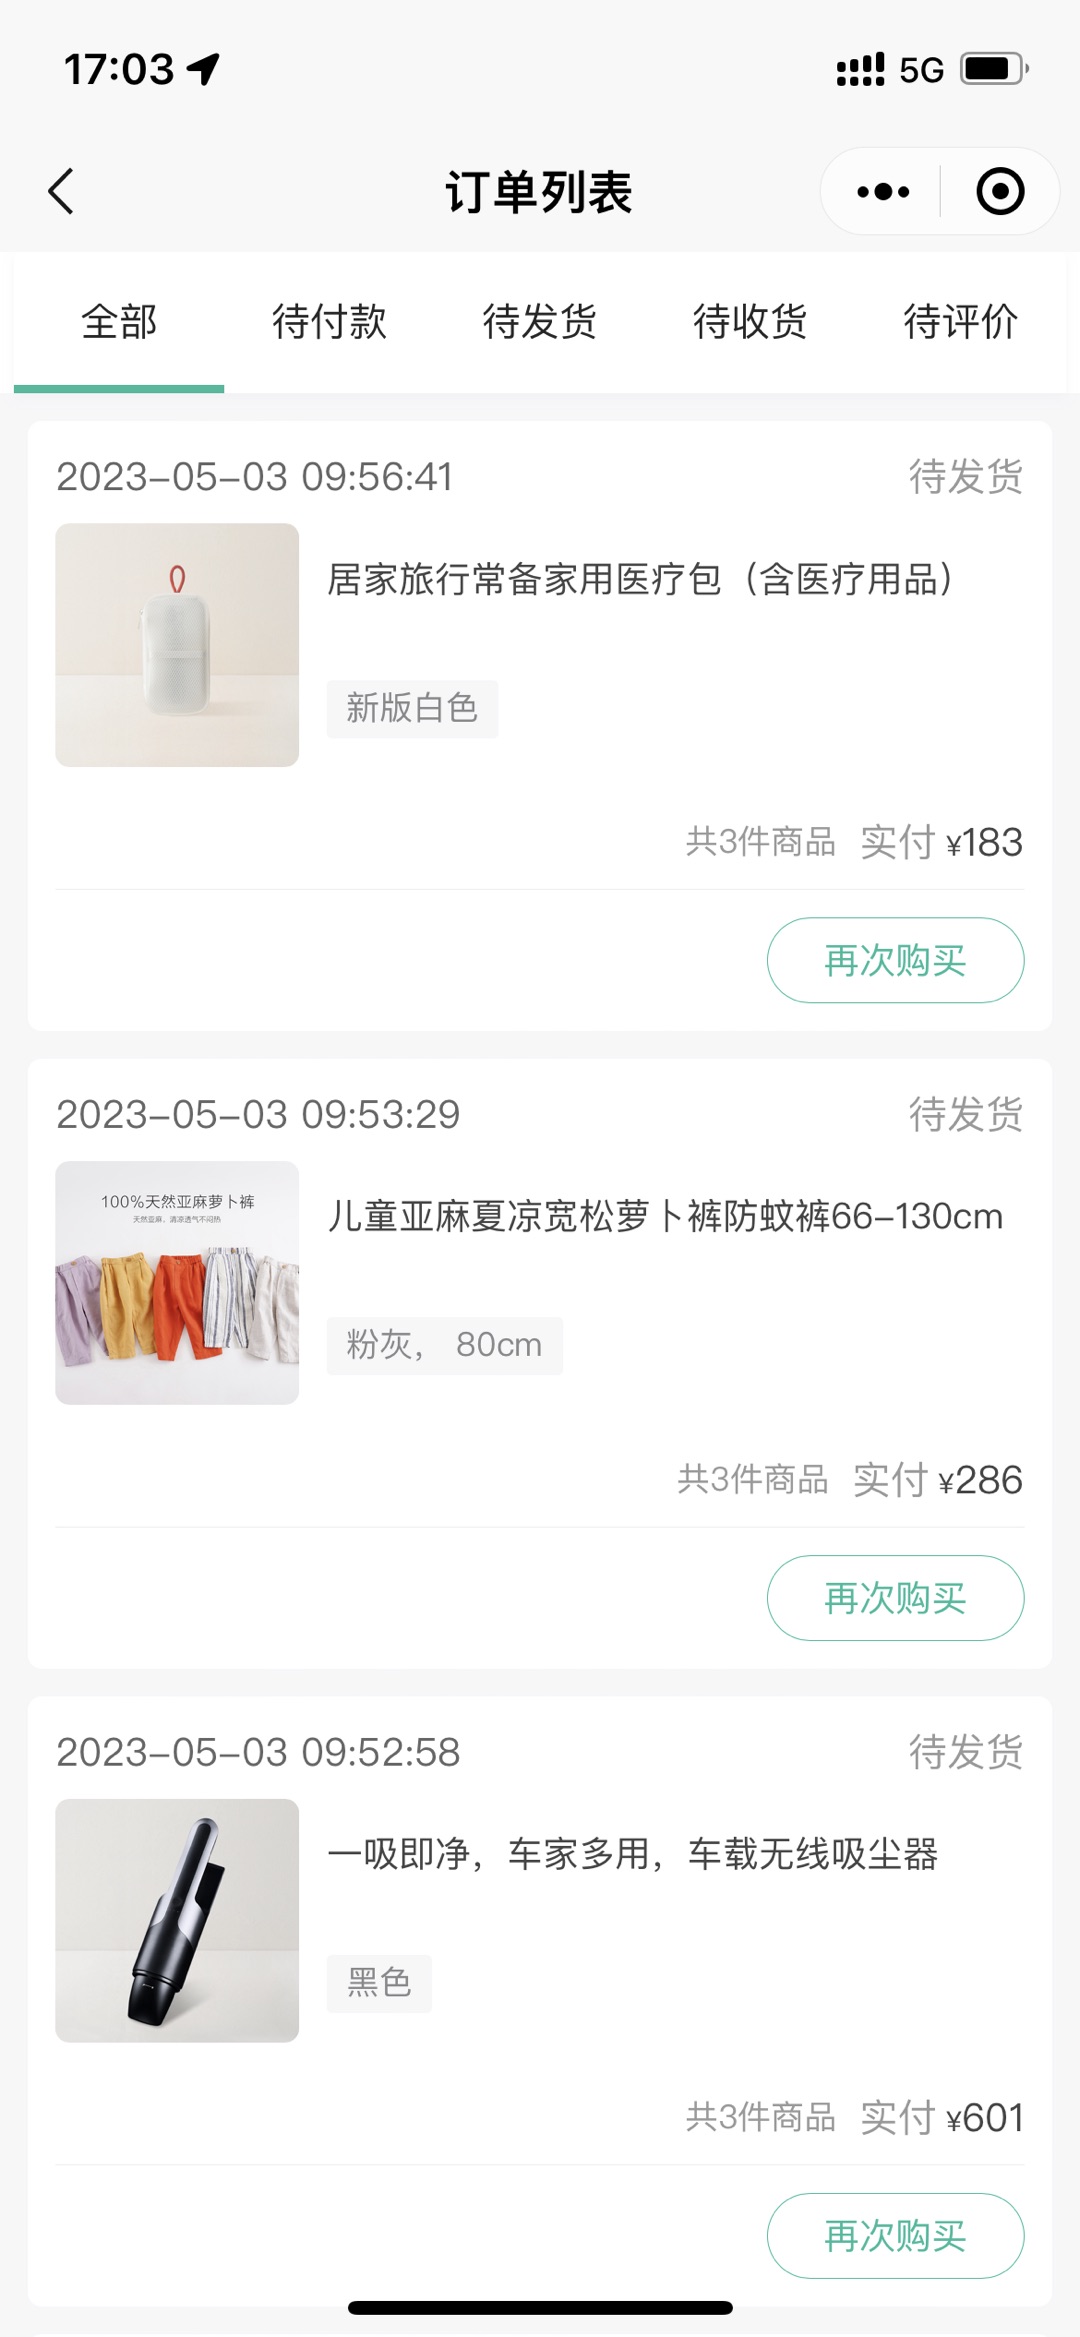 17:03
5G
订单列表
全部
待付款
待发货
待收货
待评价
2023-05-03 09:56:41
待发货
居家旅行常备家用医疗包（含医疗用品）
新版白色
共3件商品 实付 ¥183
再次购买
2023-05-03 09:53:29
待发货
100%天然亚麻萝卜裤
天然亚麻，清凉透气不闷热
儿童亚麻夏凉宽松萝卜裤防蚊裤66-130cm
粉灰， 80cm
共3件商品 实付 ¥286
再次购买
2023-05-03 09:52:58
待发货
一吸即净，车家多用，车载无线吸尘器
黑色
共3件商品 实付 ¥601
再次购买